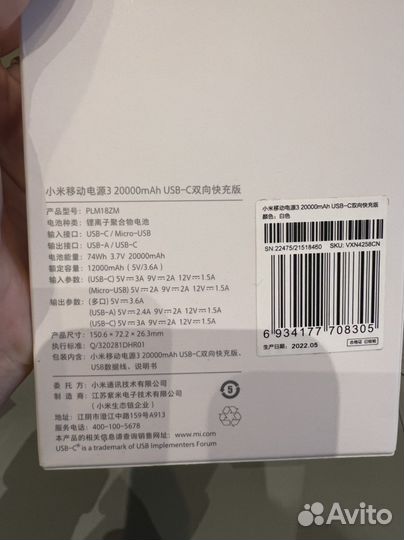 小米移动电源3 20000mAh USB-C双向快充版
产品型号： PLM18ZM
电池种类： 锂离子聚合物电池
输入接口： USB-C / Micro-USB
输出接口： USB-A / USB-C
电池能量： 74Wh 3.7V 20000mAh
额定容量： 12000mAh (5V/3.6A)
输入参数： (USB-C) 5V⎓3A 9V⎓2A 12V⎓1.5A
(Micro-USB) 5V⎓2A 9V⎓2A 12V⎓1.5A
输出参数： (多口) 5V⎓3.6A
(USB-A) 5V⎓2.4A 9V⎓2A 12V⎓1.5A
(USB-C) 5V⎓3A 9V⎓2A 12V⎓1.5A
产品尺寸： 150.6 × 72.2 × 26.3mm
执行标准： Q/320281DHR01
包装内容： 小米移动电源3 20000mAh USB-C双向快充版、
USB数据线、说明书
委 托 方： 小米通讯技术有限公司
制 造 商： 江苏紫米电子技术有限公司
(小米生态链企业)
地 址： 江阴市澄江中路159号A913
服务电话： 400-100-5678
本产品的相关信息请查询销售网址：www.mi.com
USB-C® is a trademark of USB Implementers Forum
5
小米移动电源3 20000mAh USB-C双向快充版
颜色：白色
SN:22475/21518460 SKU: VXN4258CN
6 934177 708305
生产日期： 2022.05
合格证 已检验
Avito